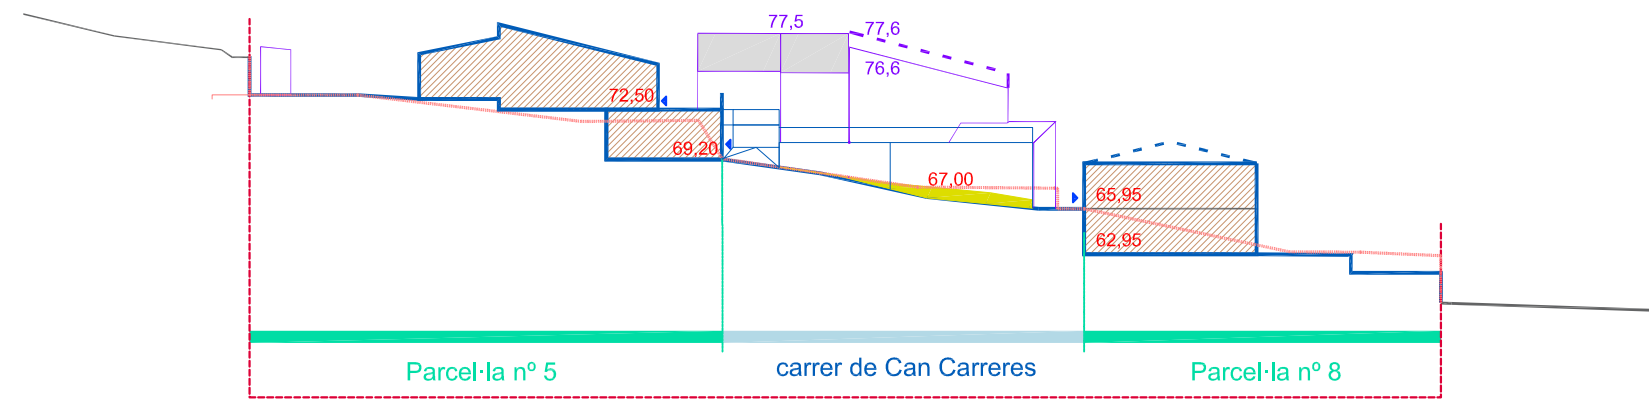 77,5
77,6
76,6
72,50
69,20
67,00
65,95
62,95
Parcel·la nº 5
carrer de Can Carreres
Parcel·la nº 8